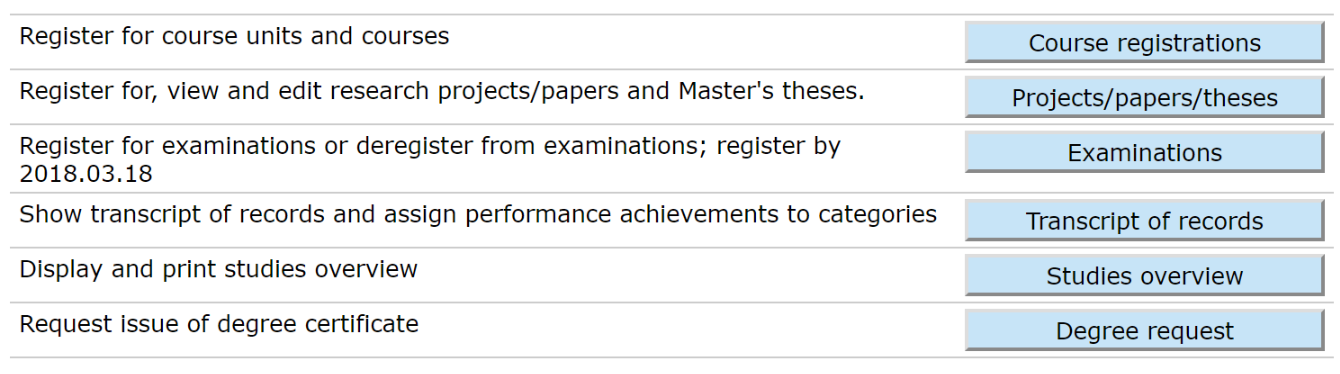 Register for course units and courses
Course registrations
Register for, view and edit research projects/papers and Master's theses.
Projects/papers/theses
Register for examinations or deregister from examinations; register by
2018.03.18
Examinations
Show transcript of records and assign performance achievements to categories
Transcript of records
Display and print studies overview
Studies overview
Request issue of degree certificate
Degree request